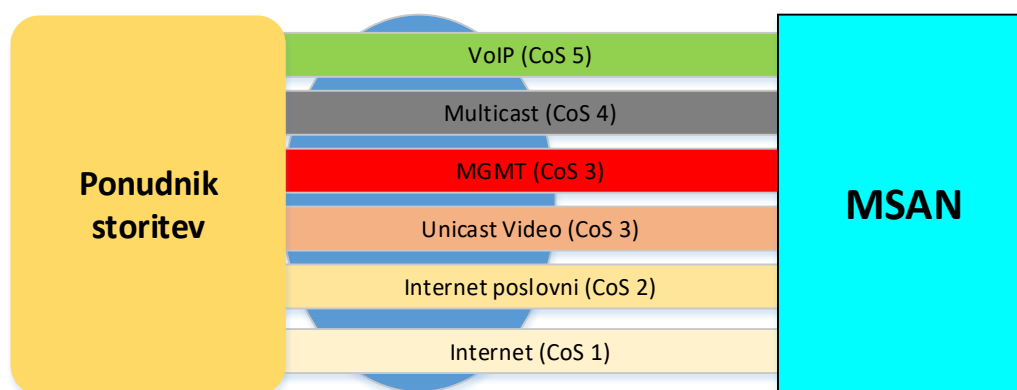 Ponudnik
storitev
VoIP (CoS 5)
Multicast (CoS 4)
MGMT (CoS 3)
Unicast Video (CoS 3)
Internet poslovni (CoS 2)
Internet (CoS 1)
MSAN